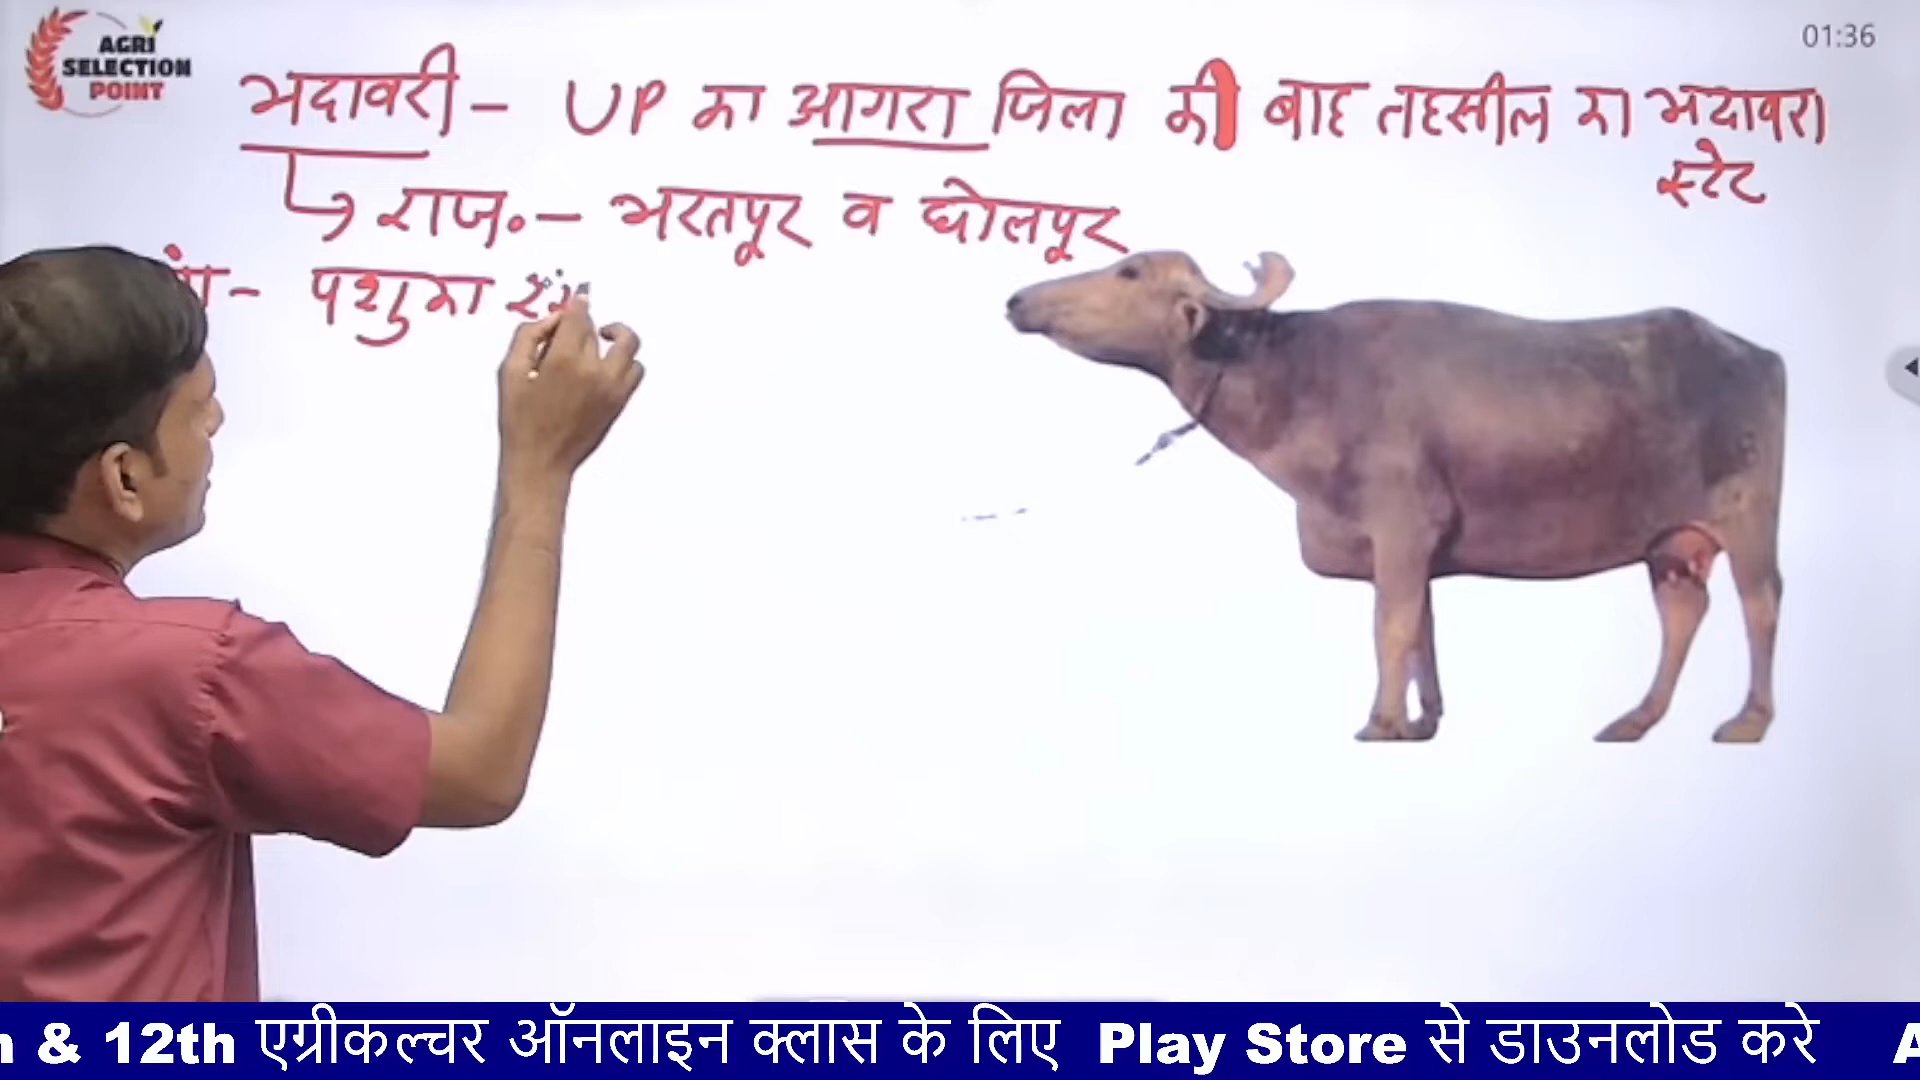 AGRI
SELECTION
POINT
01:36
भदावरी - UP का आगरा जिला की बाह तहसील का भदावरा
स्टेट
राज. - भरतपूर व धोलपूर
रंग - पशु का रंग
& 12th एग्रीकल्चर ऑनलाइन क्लास के लिए Play Store से डाउनलोड करे